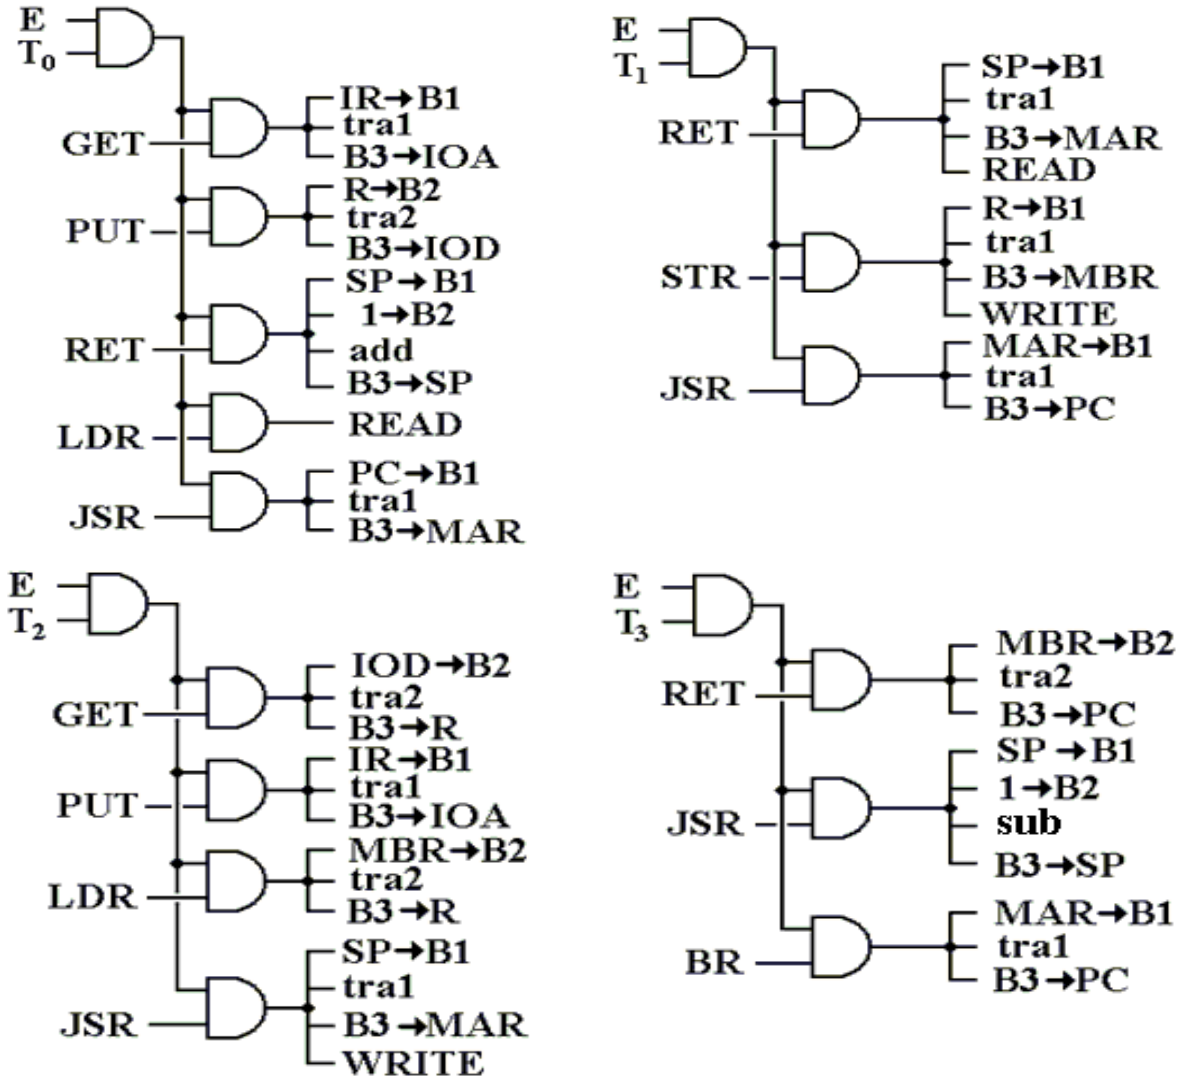 E
T0
GET
IR→B1
tra1
B3→IOA
PUT
R→B2
tra2
B3→IOD
RET
SP→B1
1→B2
add
B3→SP
LDR
READ
JSR
PC→B1
tra1
B3→MAR
E
T1
RET
SP→B1
tra1
B3→MAR
READ
STR
R→B1
tra1
B3→MBR
WRITE
JSR
MAR→B1
tra1
B3→PC
E
T2
GET
IOD→B2
tra2
B3→R
PUT
IR→B1
tra1
B3→IOA
LDR
MBR→B2
tra2
B3→R
JSR
SP→B1
tra1
B3→MAR
WRITE
E
T3
RET
MBR→B2
tra2
B3→PC
JSR
SP→B1
1→B2
sub
B3→SP
BR
MAR→B1
tra1
B3→PC